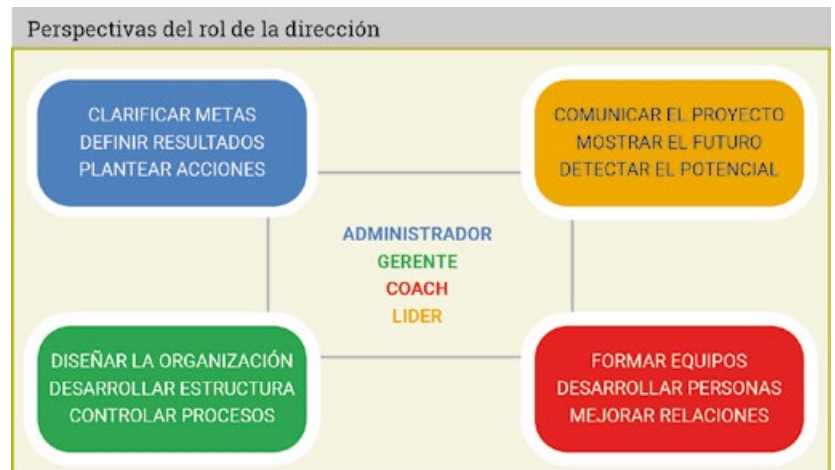 Perspectivas del rol de la dirección
CLARIFICAR METAS
DEFINIR RESULTADOS
PLANTEAR ACCIONES
COMUNICAR EL PROYECTO
MOSTRAR EL FUTURO
DETECTAR EL POTENCIAL
ADMINISTRADOR
GERENTE
COACH
LIDER
DISEÑAR LA ORGANIZACIÓN
DESARROLLAR ESTRUCTURA
CONTROLAR PROCESOS
FORMAR EQUIPOS
DESARROLLAR PERSONAS
MEJORAR RELACIONES